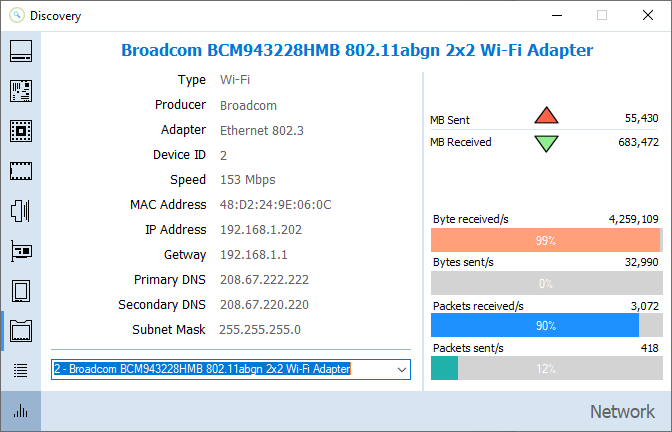 Discovery
Broadcom BCM943228HMB 802.11abgn 2x2 Wi-Fi Adapter
Type Wi-Fi
Producer Broadcom
Adapter Ethernet 802.3
Device ID 2
Speed 153 Mbps
MAC Address 48:D2:24:9E:06:0C
IP Address 192.168.1.202
Getway 192.168.1.1
Primary DNS 208.67.222.222
Secondary DNS 208.67.220.220
Subnet Mask 255.255.255.0
2 - Broadcom BCM943228HMB 802.11abgn 2x2 Wi-Fi Adapter
MB Sent 55,430
MB Received 683,472
Byte received/s 4,259,109
99%
Bytes sent/s 32,990
0%
Packets received/s 3,072
90%
Packets sent/s 418
12%
Network